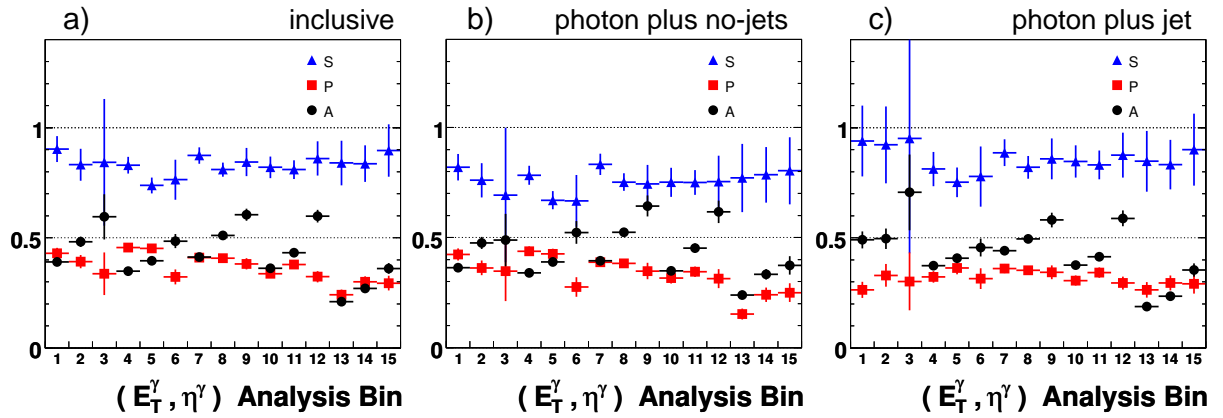 a) inclusive
S
P
A
1
0.5
0
1 2 3 4 5 6 7 8 9 10 11 12 13 14 15
( E_T^γ , η^γ ) Analysis Bin
b) photon plus no-jets
S
P
A
1
0.5
0
1 2 3 4 5 6 7 8 9 10 11 12 13 14 15
( E_T^γ , η^γ ) Analysis Bin
c) photon plus jet
S
P
A
1
0.5
0
1 2 3 4 5 6 7 8 9 10 11 12 13 14 15
( E_T^γ , η^γ ) Analysis Bin